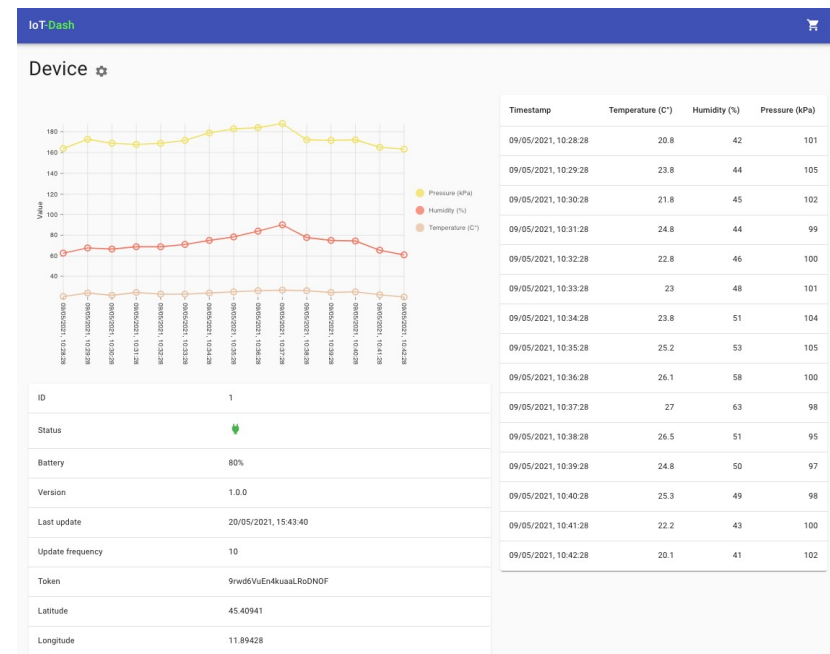 IoT-Dash
Device
180
160
140
120
100
80
60
40
Value
Pressure (kPa)
Humidity (%)
Temperature (C°)
09/05/2021, 10:28:28
09/05/2021, 10:29:28
09/05/2021, 10:30:28
09/05/2021, 10:31:28
09/05/2021, 10:32:28
09/05/2021, 10:33:28
09/05/2021, 10:34:28
09/05/2021, 10:35:28
09/05/2021, 10:36:28
09/05/2021, 10:37:28
09/05/2021, 10:38:28
09/05/2021, 10:39:28
09/05/2021, 10:40:28
09/05/2021, 10:41:28
09/05/2021, 10:42:28
ID 1
Status
Battery 80%
Version 1.0.0
Last update 20/05/2021, 15:43:40
Update frequency 10
Token 9rwd6VuEn4kuaaLRoDNOF
Latitude 45.40941
Longitude 11.89428
Timestamp Temperature (C°) Humidity (%) Pressure (kPa)
09/05/2021, 10:28:28 20.8 42 101
09/05/2021, 10:29:28 23.8 44 105
09/05/2021, 10:30:28 21.8 45 102
09/05/2021, 10:31:28 24.8 44 99
09/05/2021, 10:32:28 22.8 46 100
09/05/2021, 10:33:28 23 48 101
09/05/2021, 10:34:28 23.8 51 104
09/05/2021, 10:35:28 25.2 53 105
09/05/2021, 10:36:28 26.1 58 100
09/05/2021, 10:37:28 27 63 98
09/05/2021, 10:38:28 26.5 51 95
09/05/2021, 10:39:28 24.8 50 97
09/05/2021, 10:40:28 25.3 49 98
09/05/2021, 10:41:28 22.2 43 100
09/05/2021, 10:42:28 20.1 41 102